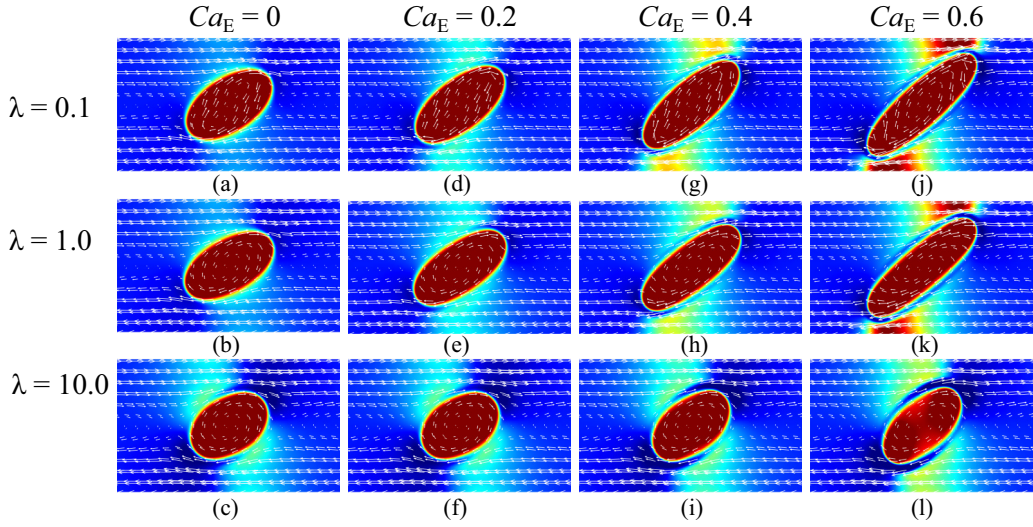 Ca_E = 0 Ca_E = 0.2 Ca_E = 0.4 Ca_E = 0.6
λ = 0.1
(a) (d) (g) (j)
λ = 1.0
(b) (e) (h) (k)
λ = 10.0
(c) (f) (i) (l)